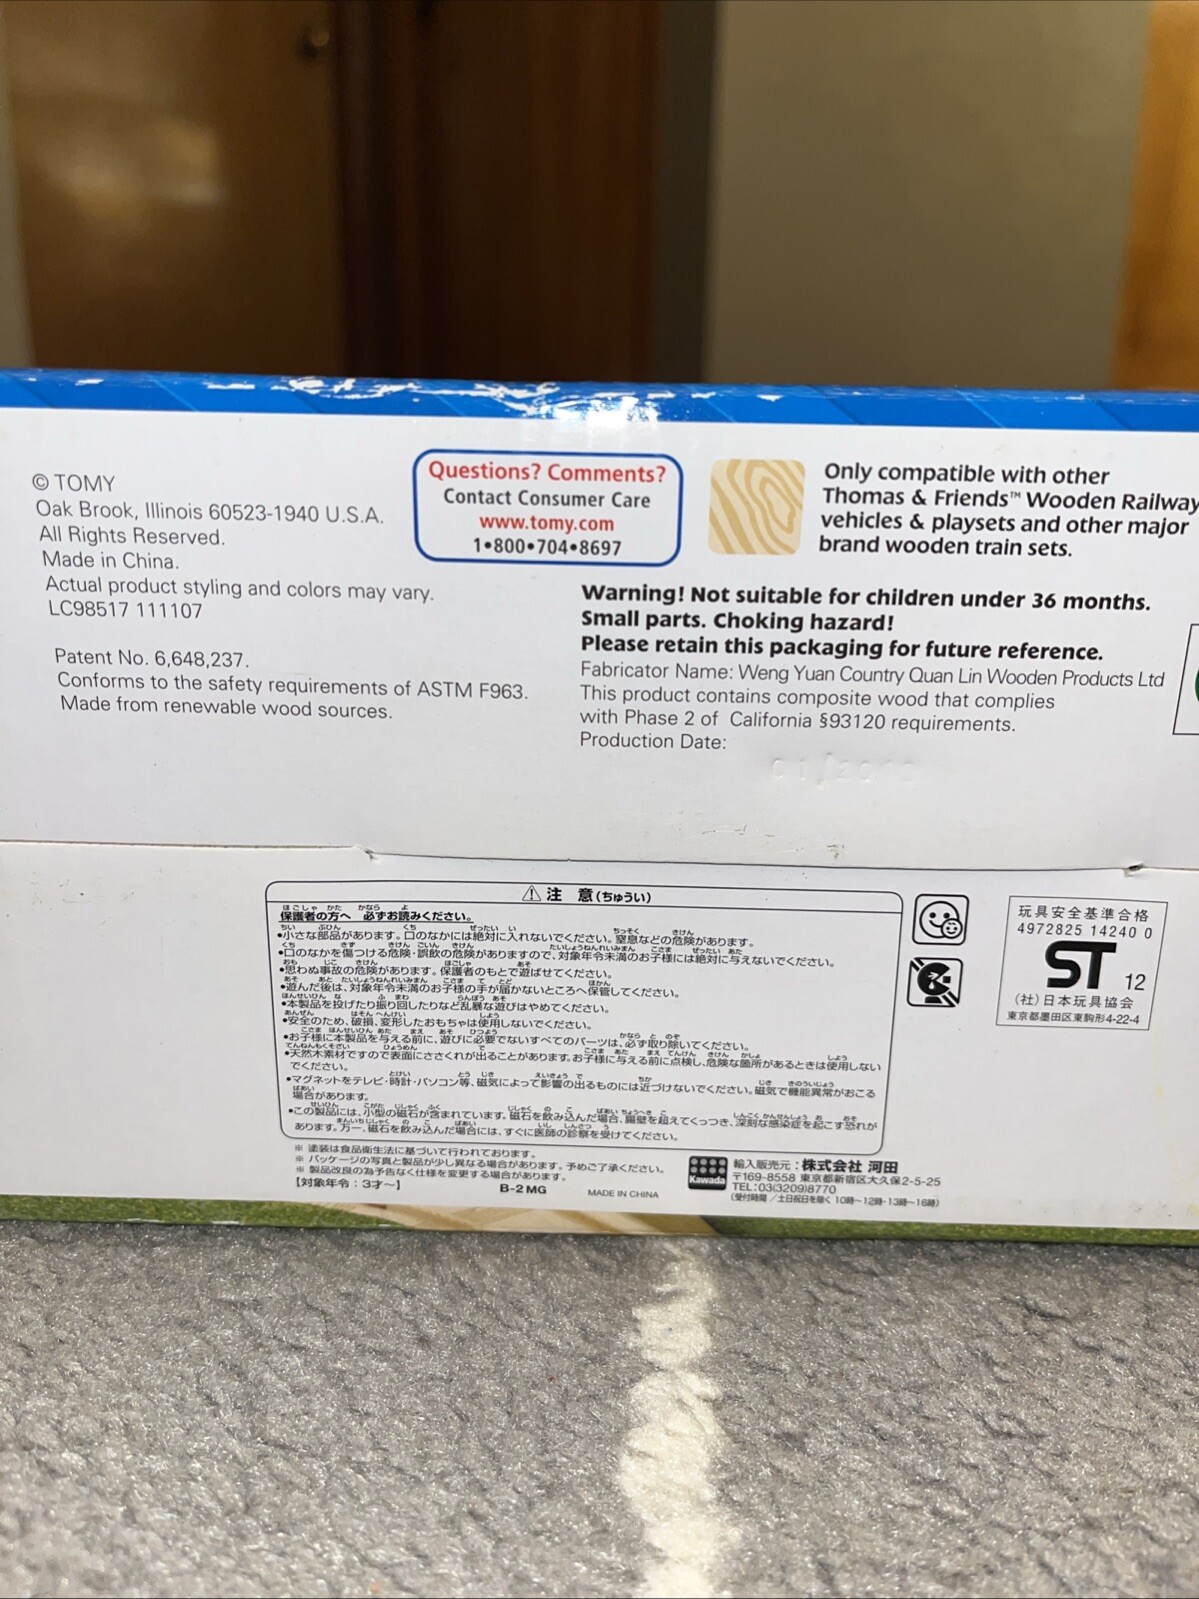 © TOMY
Oak Brook, Illinois 60523-1940 U.S.A.
All Rights Reserved.
Made in China.
Actual product styling and colors may vary.
LC98517 111107
Patent No. 6,648,237.
Conforms to the safety requirements of ASTM F963.
Made from renewable wood sources.
Questions? Comments?
Contact Consumer Care
www.tomy.com
1•800•704•8697
Only compatible with other
Thomas & Friends™ Wooden Railway
vehicles & playsets and other major
brand wooden train sets.
Warning! Not suitable for children under 36 months.
Small parts. Choking hazard!
Please retain this packaging for future reference.
Fabricator Name: Weng Yuan Country Quan Lin Wooden Products Ltd
This product contains composite wood that complies
with Phase 2 of California §93120 requirements.
Production Date:
⚠ 注 意(ちゅうい)
保護者の方へ 必ずお読みください。
•小さな部品があります。口のなかには絶対に入れないでください。窒息などの危険があります。
•口のなかを傷つける危険・誤飲の危険がありますので、対象年令未満のお子様には絶対に与えないでください。
•思わぬ事故の危険があります。保護者のもとで遊ばせてください。
•遊んだ後は、対象年令未満のお子様の手が届かないところへ保管してください。
•本製品を投げたり振り回したりなど乱暴な遊びはやめてください。
•安全のため、破損、変形したおもちゃは使用しないでください。
•お子様に本製品を与える前に、遊びに必要でないすべてのパーツは、必ず取り除いてください。
•天然木素材ですので表面にささくれが出ることがあります。お子様に与える前に点検し、危険な箇所があるときは使用しない
でください。
•マグネットをテレビ・時計・パソコン等、磁気によって影響の出るものには近づけないでください。磁気で機能異常がおこる
場合があります。
•この製品には、小型の磁石が含まれています。磁石を飲み込んだ場合、腸壁を超えてくっつき、深刻な感染症を起こす恐れが
あります。万一、磁石を飲み込んだ場合には、すぐに医師の診察を受けてください。
※ 塗装は食品衛生法に基づいて行われております。
※ パッケージの写真と製品が少し異なる場合があります。予めご了承ください。
※ 製品改良の為予告なく仕様を変更する場合があります。
【対象年令：3才〜】
B-2 MG
MADE IN CHINA
Kawada
輸入販売元：株式会社 河田
〒169-8558 東京都新宿区大久保2-5-25
TEL:03(3209)8770
(受付時間／土日祝日を除く 10時〜12時・13時〜16時)
玩具安全基準合格
4972825 14240 0
ST 12
(社)日本玩具協会
東京都墨田区東駒形4-22-4